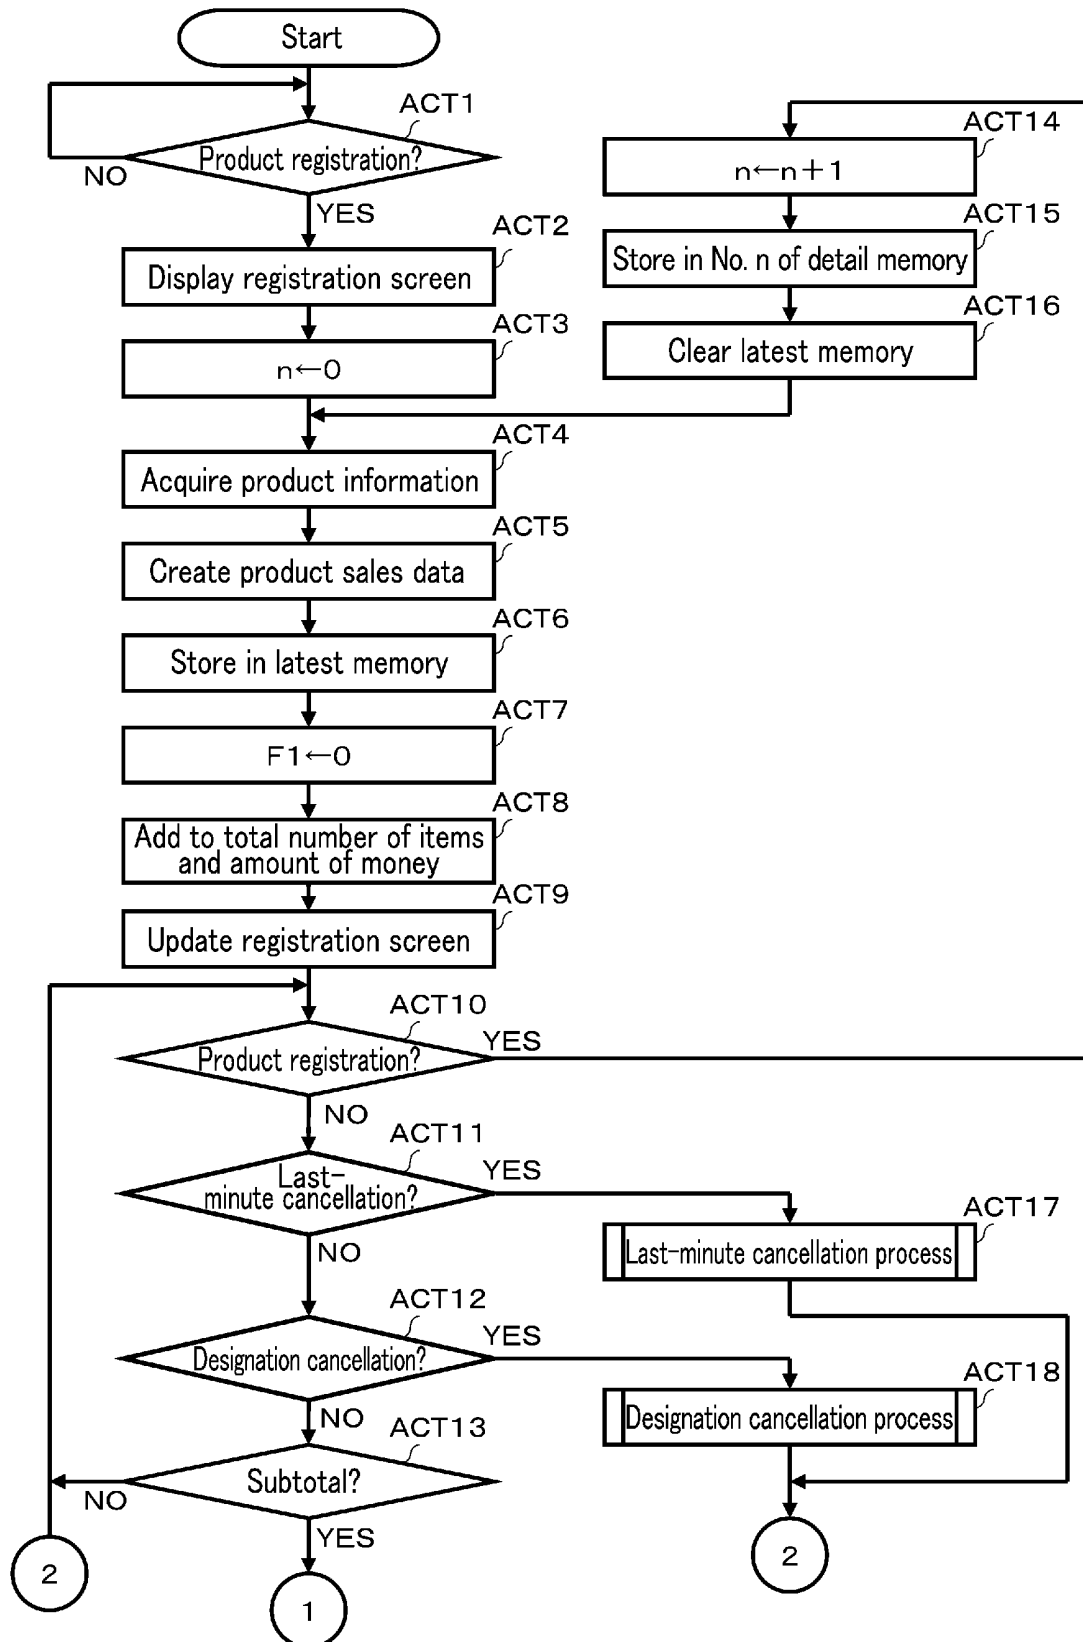 Start
ACT1
Product registration?
NO
YES
ACT2
Display registration screen
ACT3
n←0
ACT4
Acquire product information
ACT5
Create product sales data
ACT6
Store in latest memory
ACT7
F1←0
ACT8
Add to total number of items
and amount of money
ACT9
Update registration screen
ACT10
Product registration?
YES
NO
ACT11
Last-
minute cancellation?
YES
NO
ACT12
Designation cancellation?
YES
NO
ACT13
Subtotal?
NO
YES
2
1
ACT14
n←n+1
ACT15
Store in No. n of detail memory
ACT16
Clear latest memory
ACT17
Last-minute cancellation process
ACT18
Designation cancellation process
2